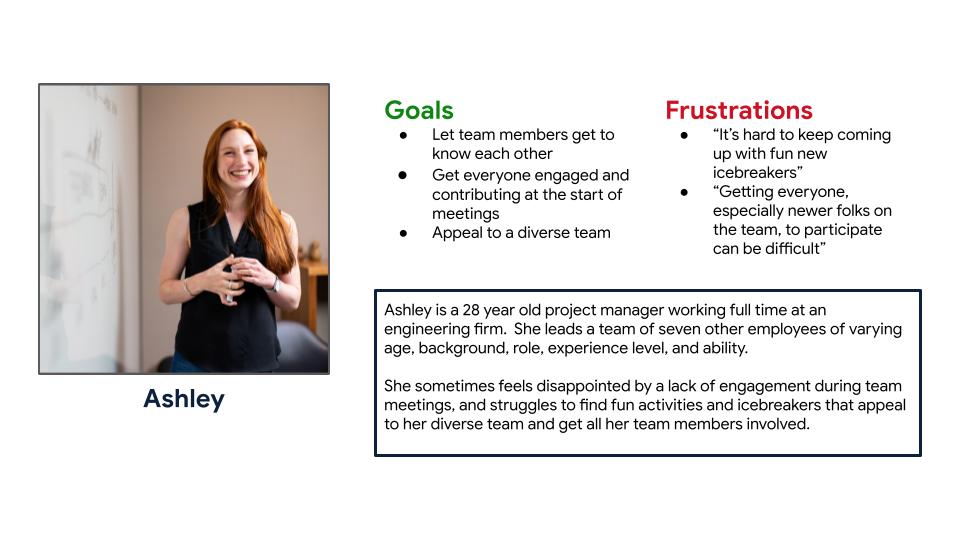 Goals
● Let team members get to
know each other
● Get everyone engaged and
contributing at the start of
meetings
● Appeal to a diverse team
Frustrations
● “It’s hard to keep coming
up with fun new
icebreakers”
● “Getting everyone,
especially newer folks on
the team, to participate
can be difficult”
Ashley
Ashley is a 28 year old project manager working full time at an
engineering firm.  She leads a team of seven other employees of varying
age, background, role, experience level, and ability.
She sometimes feels disappointed by a lack of engagement during team
meetings, and struggles to find fun activities and icebreakers that appeal
to her diverse team and get all her team members involved.